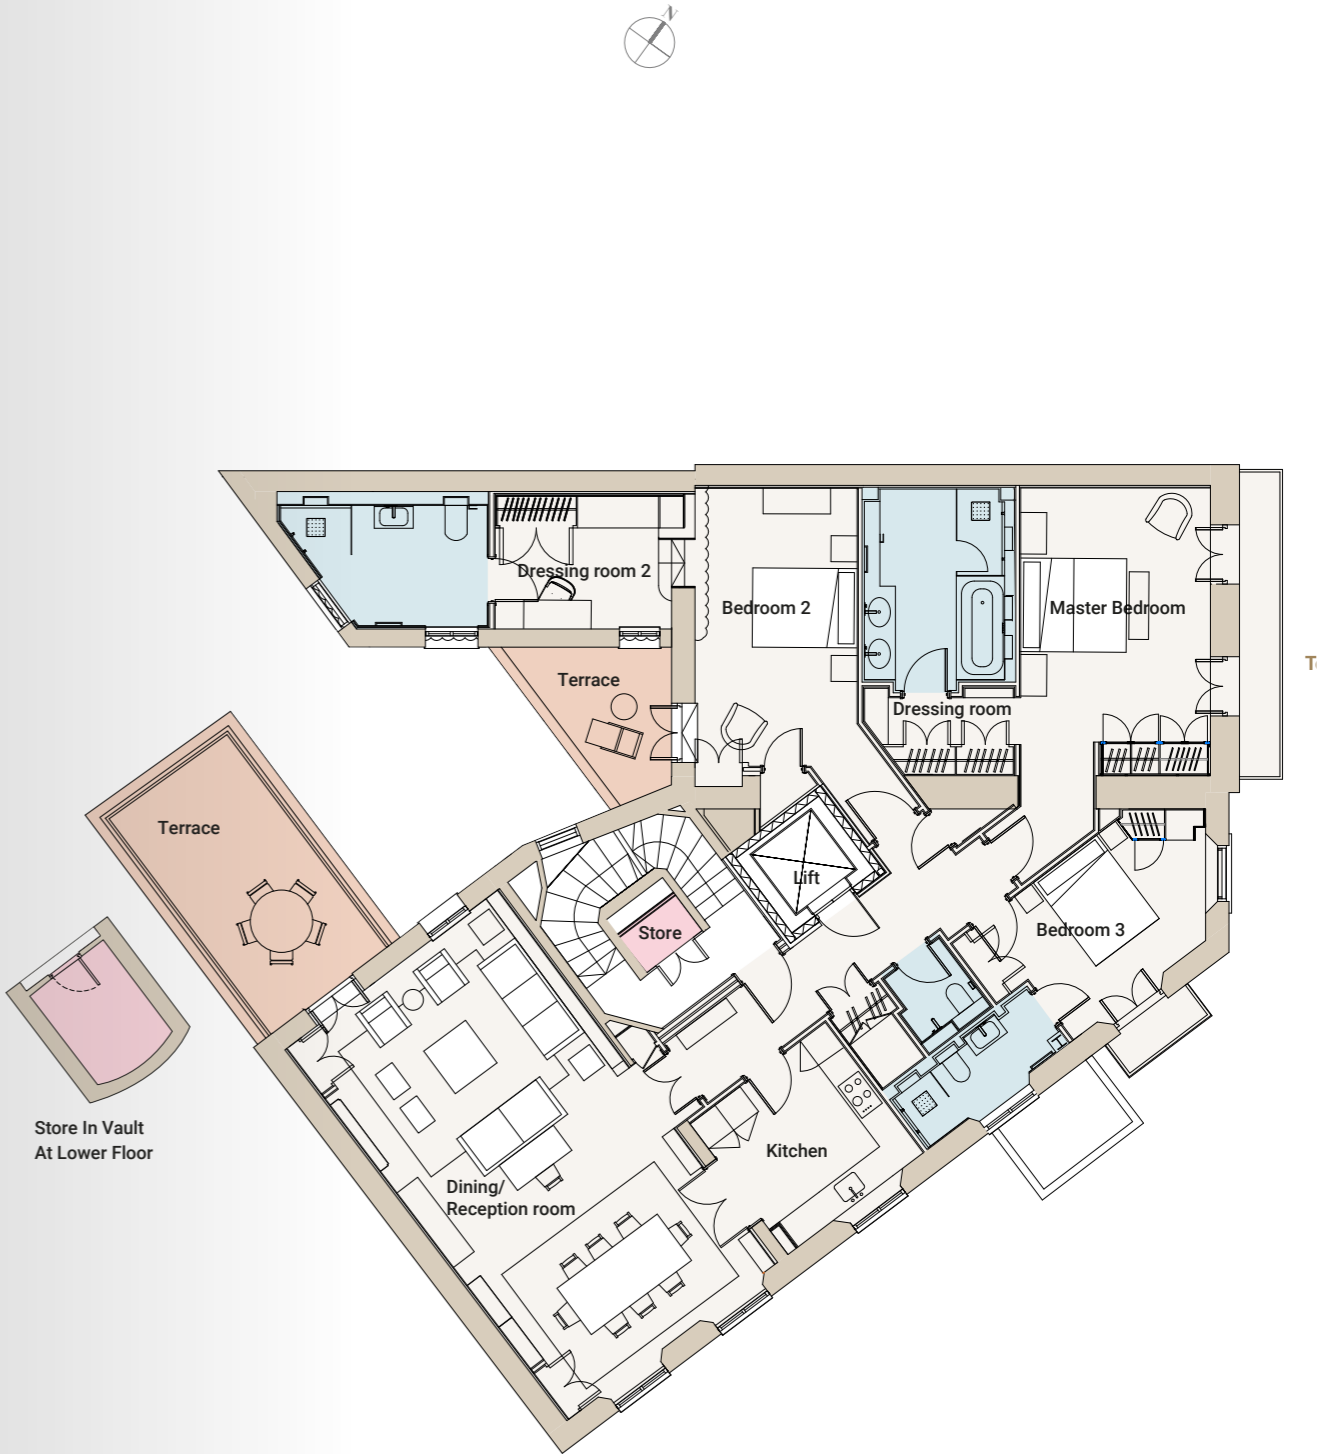 N
Dressing room 2
Bedroom 2
Master Bedroom
Terrace
Dressing room
Terrace
Lift
Store
Bedroom 3
Store In Vault
At Lower Floor
Kitchen
Dining/
Reception room